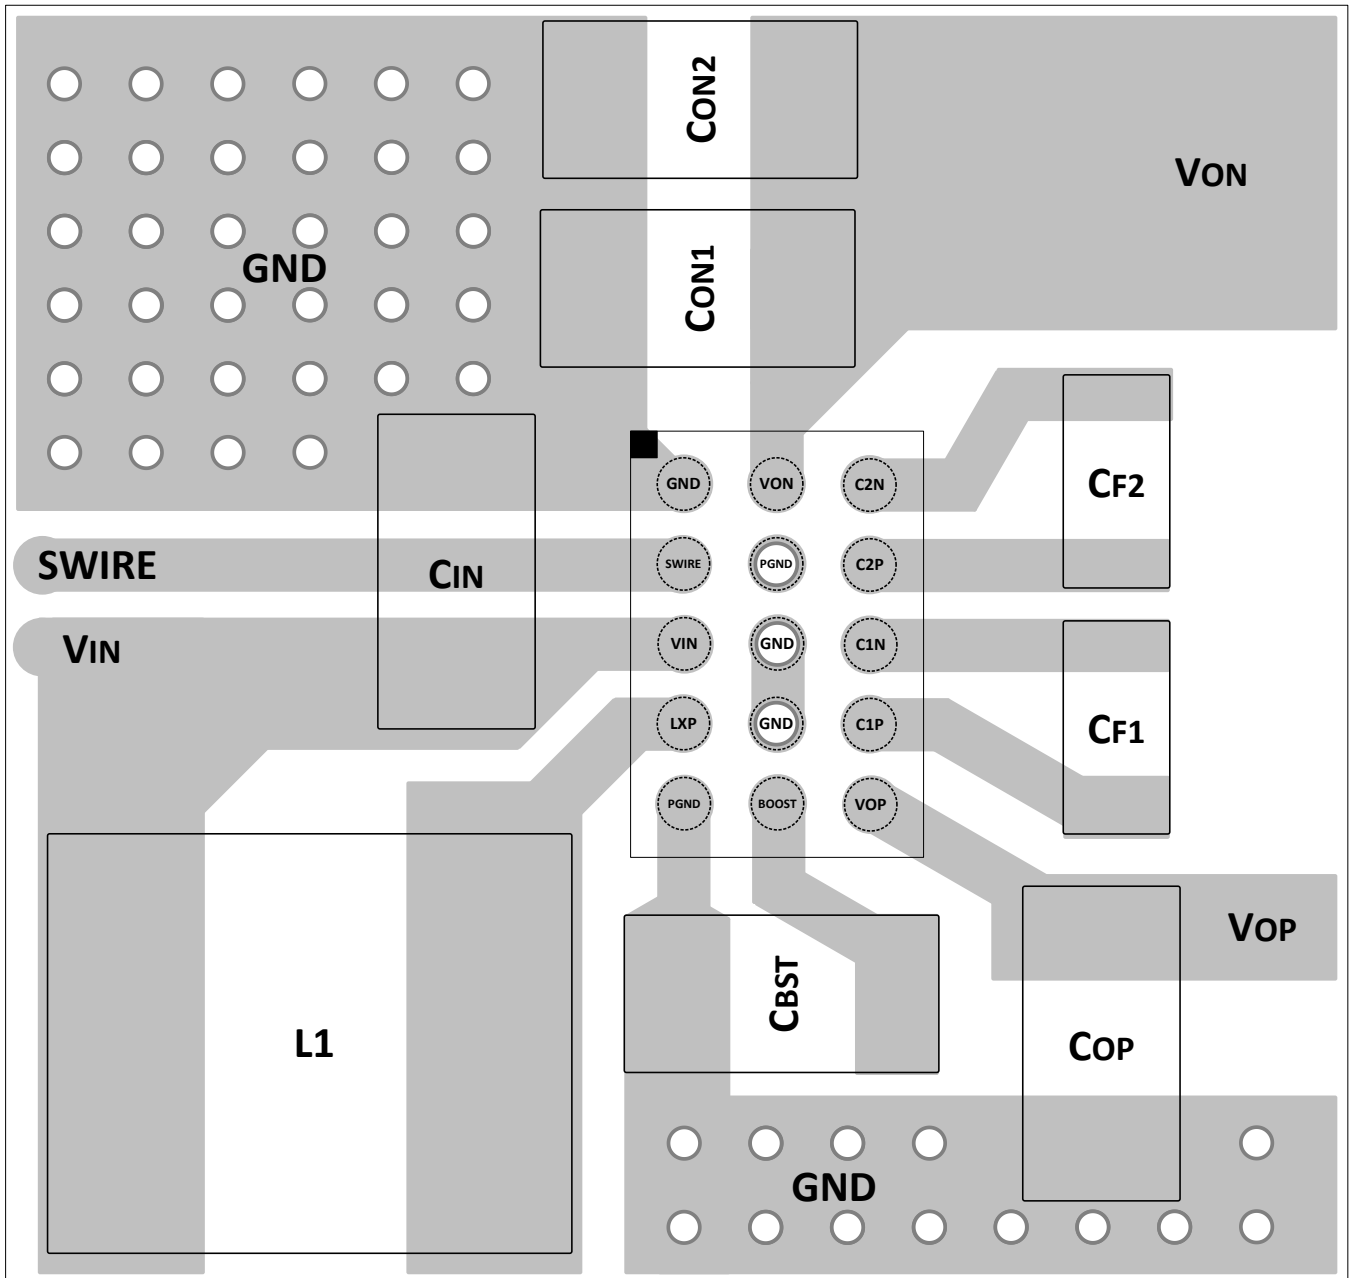 CON2
VON
CON1
GND
CF2
GND
VON
C2N
SWIRE
CIN
SWIRE
PGND
C2P
VIN
VIN
GND
C1N
LXP
GND
C1P
CF1
PGND
BOOST
VOP
VOP
CBST
L1
COP
GND